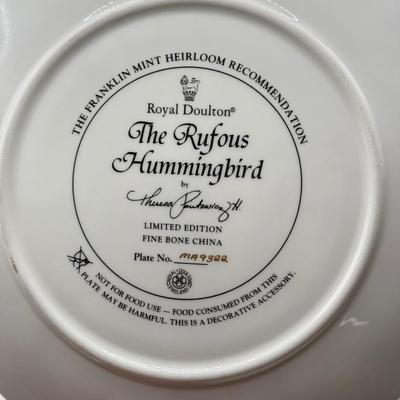 THE FRANKLIN MINT HEIRLOOM RECOMMENDATION
Royal Doulton®
The Rufous
Hummingbird
by
LIMITED EDITION
FINE BONE CHINA
Plate No. MA9322
NOT FOR FOOD USE — FOOD CONSUMED FROM THIS
PLATE MAY BE HARMFUL. THIS IS A DECORATIVE ACCESSORY.